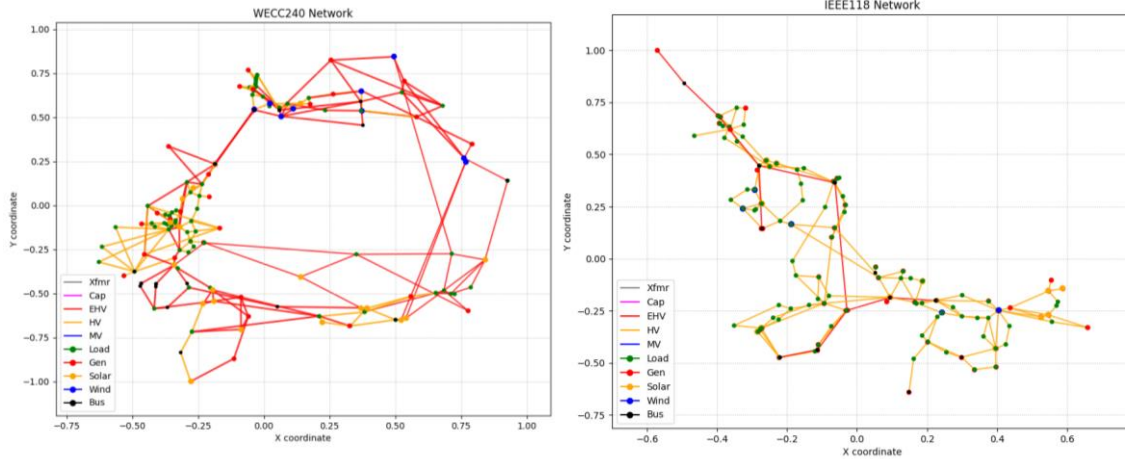 WECC240 Network
1.00
0.75
0.50
0.25
0.00
−0.25
−0.50
−0.75
−1.00
Y coordinate
Xfmr
Cap
EHV
HV
MV
Load
Gen
Solar
Wind
Bus
−0.75
−0.50
−0.25
0.00
0.25
0.50
0.75
1.00
X coordinate
IEEE118 Network
1.00
0.75
0.50
0.25
0.00
−0.25
−0.50
−0.75
Y coordinate
Xfmr
Cap
EHV
HV
MV
Load
Gen
Solar
Wind
Bus
−0.6
−0.4
−0.2
0.0
0.2
0.4
0.6
X coordinate